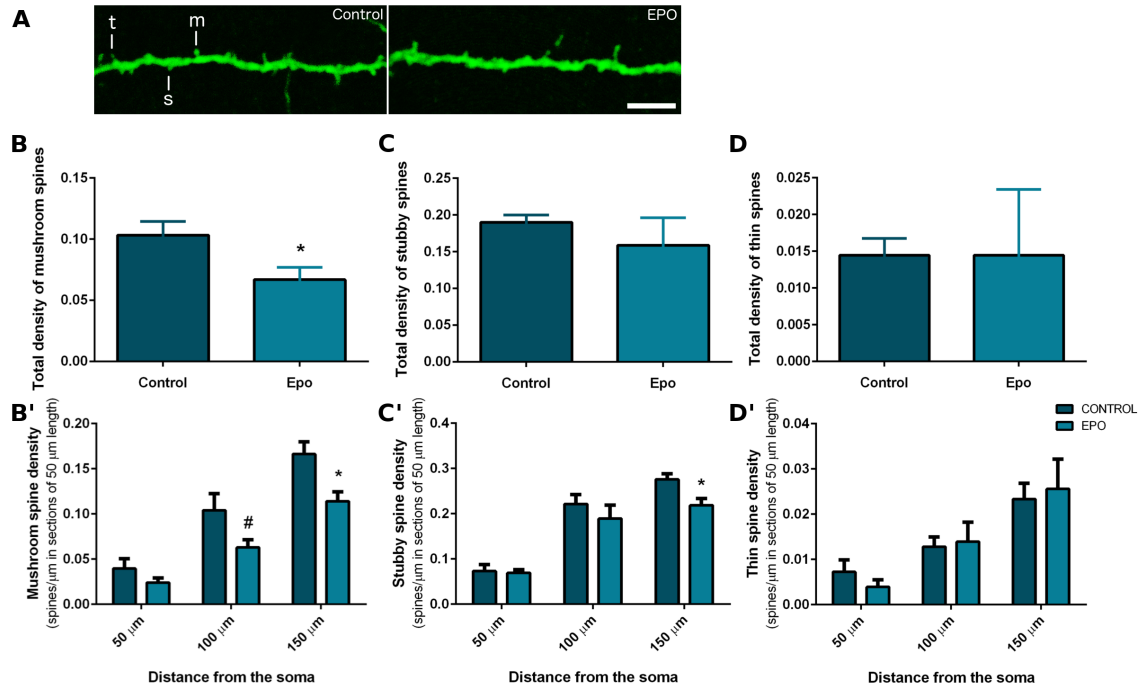 A
t
m
s
Control
EPO
B
Total density of mushroom spines
0.15
0.10
0.05
0.00
*
Control
Epo
C
Total density of stubby spines
0.25
0.20
0.15
0.10
0.05
0.00
Control
Epo
D
Total density of thin spines
0.025
0.020
0.015
0.010
0.005
0.000
Control
Epo
B'
Mushroom spine density
(spines/μm in sections of 50 μm length)
0.20
0.15
0.10
0.05
0.00
#
*
50 μm
100 μm
150 μm
Distance from the soma
C'
Stubby spine density
(spines/μm in sections of 50 μm length)
0.4
0.3
0.2
0.1
0.0
*
50 μm
100 μm
150 μm
Distance from the soma
D'
Thin spine density
(spines/μm in sections of 50 μm length)
0.04
0.03
0.02
0.01
0.00
50 μm
100 μm
150 μm
Distance from the soma
CONTROL
EPO